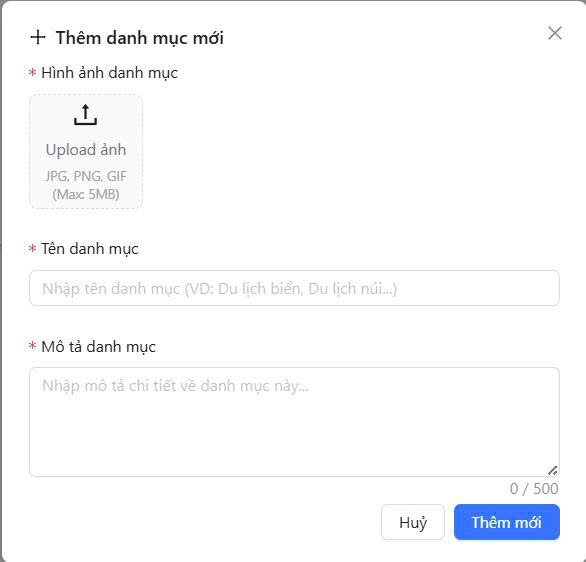 + Thêm danh mục mới
* Hình ảnh danh mục
Upload ảnh
JPG, PNG, GIF
(Max: 5MB)
* Tên danh mục
Nhập tên danh mục (VD: Du lịch biển, Du lịch núi...)
* Mô tả danh mục
Nhập mô tả chi tiết về danh mục này...
0 / 500
Huỷ
Thêm mới